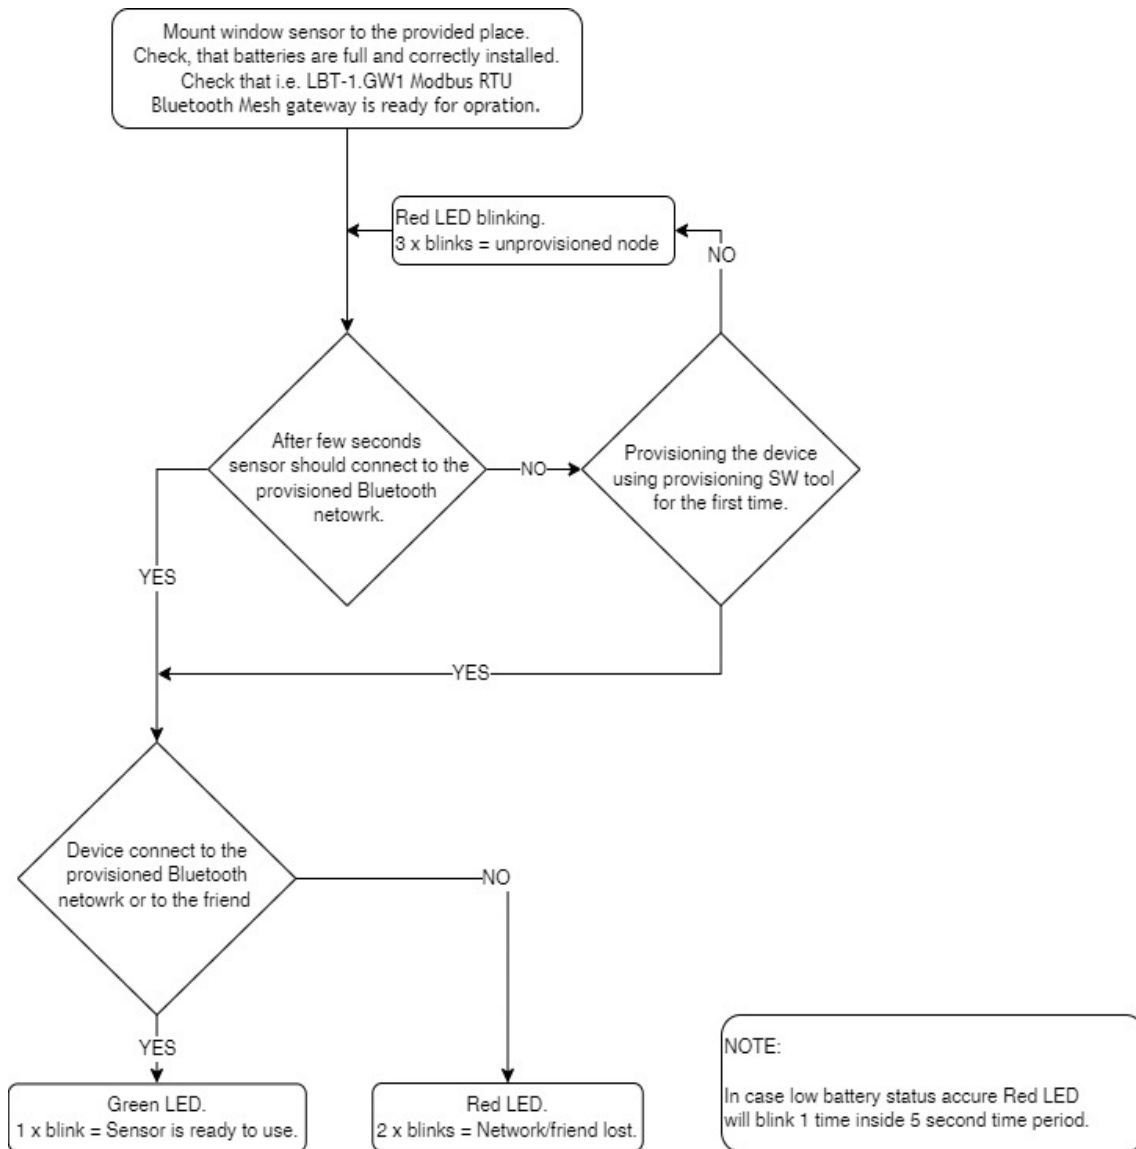 Mount window sensor to the provided place.
Check, that batteries are full and correctly installed.
Check that i.e. LBT-1.GW1 Modbus RTU
Bluetooth Mesh gateway is ready for opration.
Red LED blinking.
3 x blinks = unprovisioned node
NO
After few seconds
sensor should connect to the
provisioned Bluetooth
netowrk.
NO
Provisioning the device
using provisioning SW tool
for the first time.
YES
YES
Device connect to the
provisioned Bluetooth
netowrk or to the friend
NO
YES
Green LED.
1 x blink = Sensor is ready to use.
Red LED.
2 x blinks = Network/friend lost.
NOTE:
In case low battery status accure Red LED
will blink 1 time inside 5 second time period.